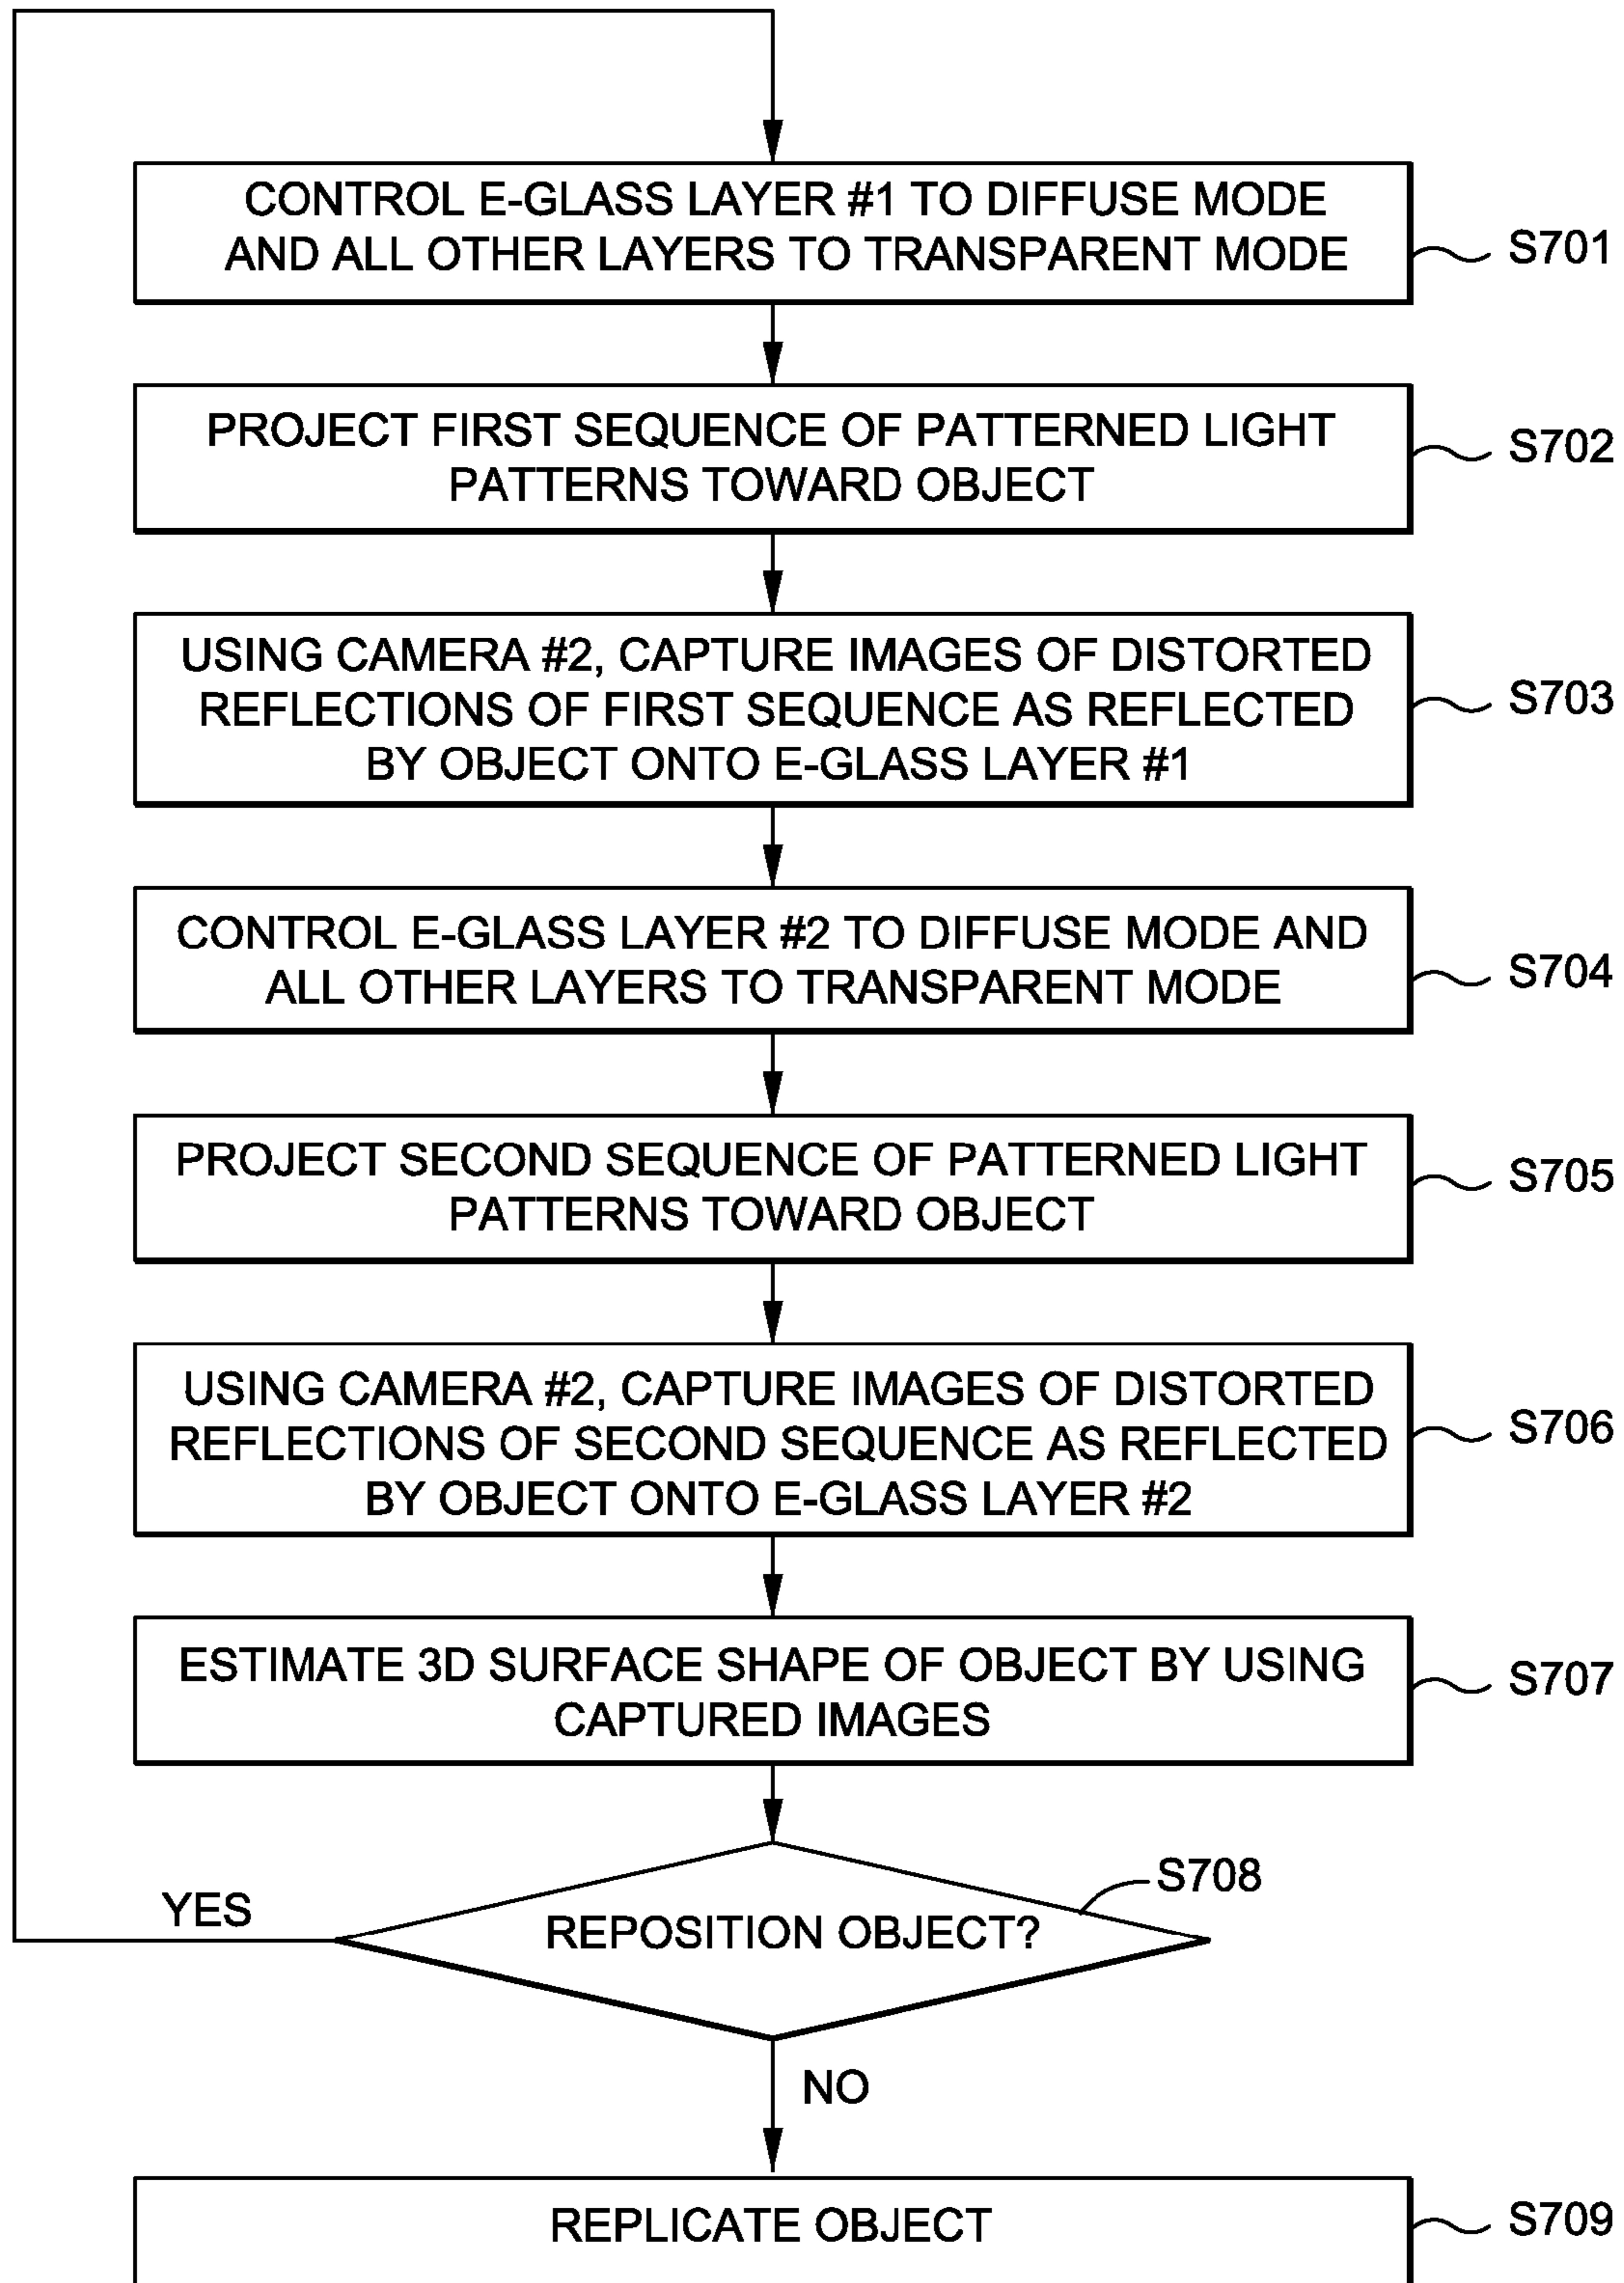 CONTROL E-GLASS LAYER #1 TO DIFFUSE MODE
AND ALL OTHER LAYERS TO TRANSPARENT MODE
S701
PROJECT FIRST SEQUENCE OF PATTERNED LIGHT
PATTERNS TOWARD OBJECT
S702
USING CAMERA #2, CAPTURE IMAGES OF DISTORTED
REFLECTIONS OF FIRST SEQUENCE AS REFLECTED
BY OBJECT ONTO E-GLASS LAYER #1
S703
CONTROL E-GLASS LAYER #2 TO DIFFUSE MODE AND
ALL OTHER LAYERS TO TRANSPARENT MODE
S704
PROJECT SECOND SEQUENCE OF PATTERNED LIGHT
PATTERNS TOWARD OBJECT
S705
USING CAMERA #2, CAPTURE IMAGES OF DISTORTED
REFLECTIONS OF SECOND SEQUENCE AS REFLECTED
BY OBJECT ONTO E-GLASS LAYER #2
S706
ESTIMATE 3D SURFACE SHAPE OF OBJECT BY USING
CAPTURED IMAGES
S707
S708
YES
REPOSITION OBJECT?
NO
REPLICATE OBJECT
S709